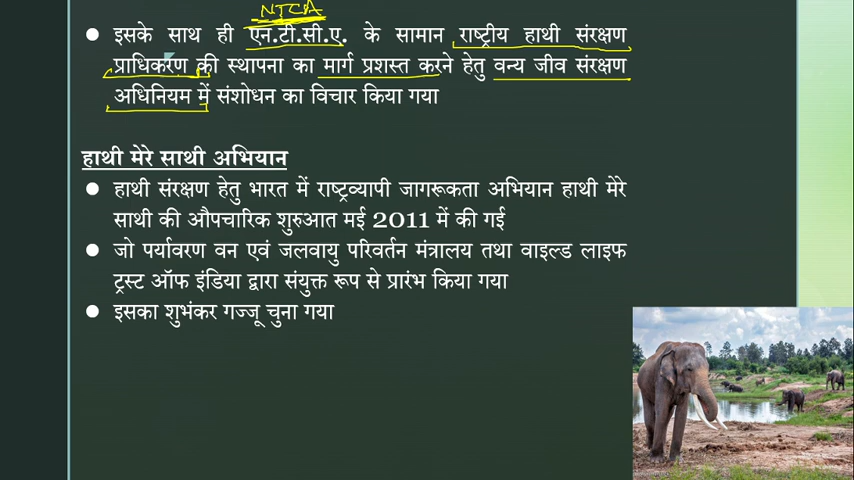 NTCA
इसके साथ ही एन.टी.सी.ए. के सामान राष्ट्रीय हाथी संरक्षण
प्राधिकरण की स्थापना का मार्ग प्रशस्त करने हेतु वन्य जीव संरक्षण
अधिनियम में संशोधन का विचार किया गया
हाथी मेरे साथी अभियान
हाथी संरक्षण हेतु भारत में राष्ट्रव्यापी जागरूकता अभियान हाथी मेरे
साथी की औपचारिक शुरुआत मई 2011 में की गई
जो पर्यावरण वन एवं जलवायु परिवर्तन मंत्रालय तथा वाइल्ड लाइफ
ट्रस्ट ऑफ इंडिया द्वारा संयुक्त रूप से प्रारंभ किया गया
इसका शुभंकर गज्जू चुना गया